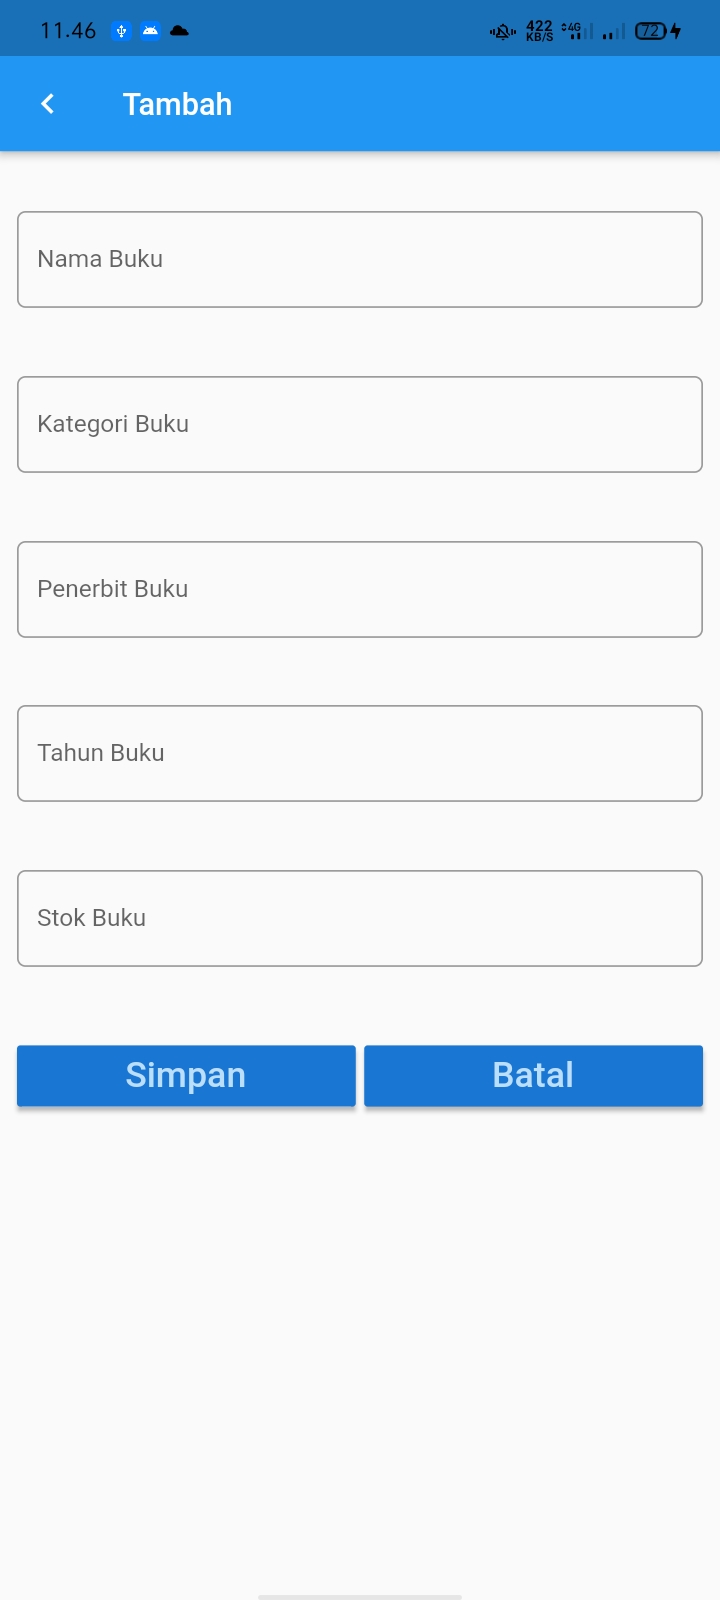 11.46 422 KB/S 4G 72
Tambah
Nama Buku
Kategori Buku
Penerbit Buku
Tahun Buku
Stok Buku
Simpan Batal